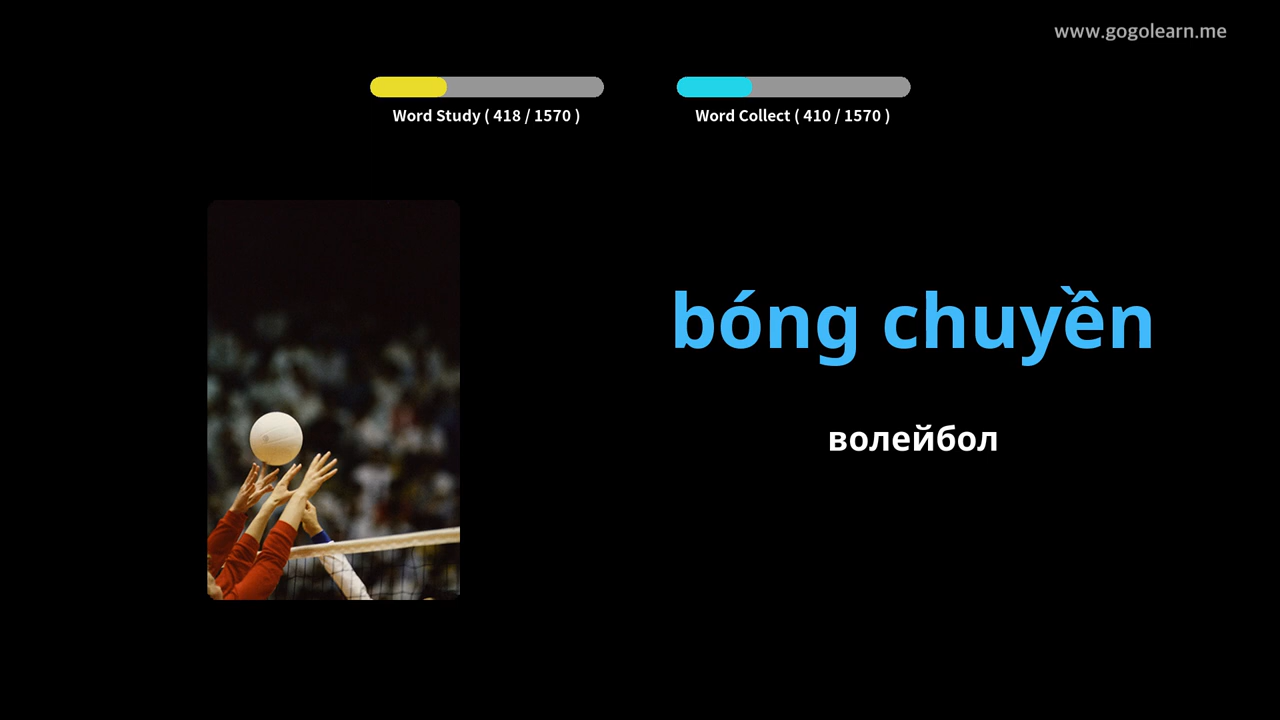 www.gogolearn.me
Word Study ( 418 / 1570 )
Word Collect ( 410 / 1570 )
bóng chuyền
волейбол